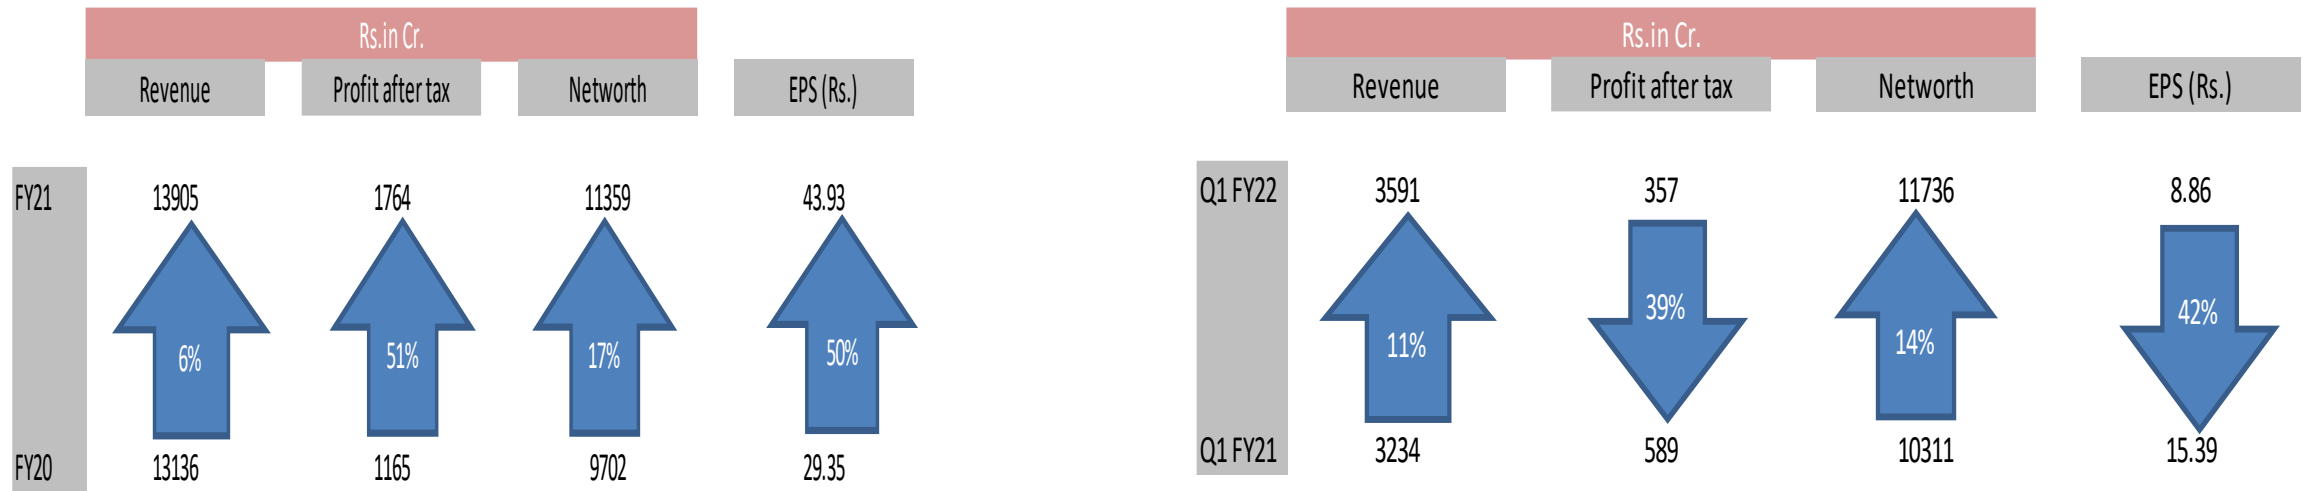 Rs.in Cr.
Revenue Profit after tax Networth EPS (Rs.)
FY21 13905 1764 11359 43.93
6% 51% 17% 50%
FY20 13136 1165 9702 29.35
Rs.in Cr.
Revenue Profit after tax Networth EPS (Rs.)
Q1 FY22 3591 357 11736 8.86
11% 39% 14% 42%
Q1 FY21 3234 589 10311 15.39